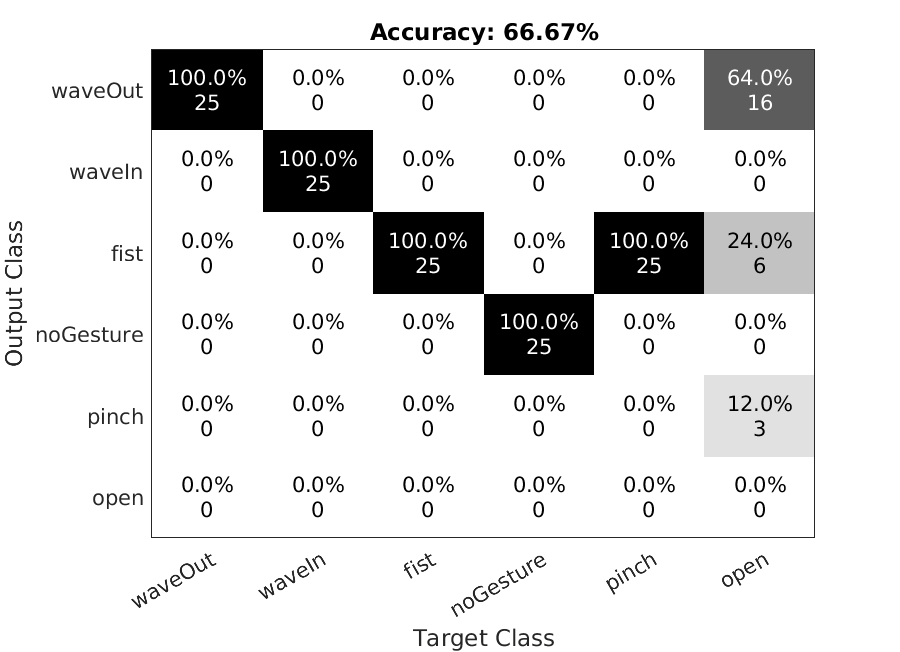 Accuracy: 66.67%
waveOut
100.0% 0.0% 0.0% 0.0% 0.0% 64.0%
25 0 0 0 0 16
waveIn
0.0% 100.0% 0.0% 0.0% 0.0% 0.0%
0 25 0 0 0 0
fist
0.0% 0.0% 100.0% 0.0% 100.0% 24.0%
0 0 25 0 25 6
noGesture
0.0% 0.0% 0.0% 100.0% 0.0% 0.0%
0 0 0 25 0 0
pinch
0.0% 0.0% 0.0% 0.0% 0.0% 12.0%
0 0 0 0 0 3
open
0.0% 0.0% 0.0% 0.0% 0.0% 0.0%
0 0 0 0 0 0
Output Class
waveOut waveIn fist noGesture pinch open
Target Class